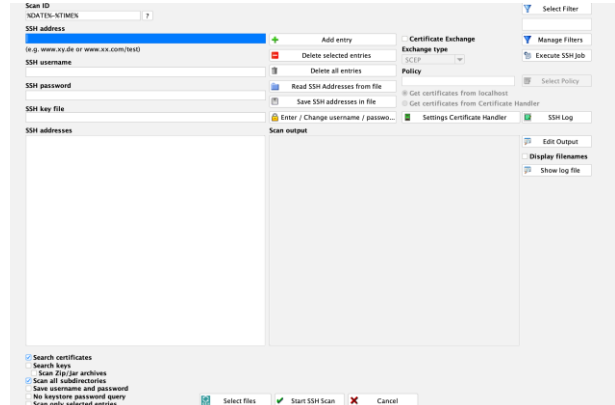 Scan ID
%DATE%-%TIME%
?
Select Filter
SSH address
(e.g. www.xy.de or www.xx.com/test)
Add entry
Certificate Exchange
Manage Filters
Delete selected entries
Exchange type
SCEP
Execute SSH Job
SSH username
Delete all entries
Policy
SSH password
Read SSH Addresses from file
Select Policy
Save SSH addresses in file
Get certificates from localhost
Get certificates from Certificate Handler
SSH key file
Enter / Change username / passwo...
Settings Certificate Handler
SSH Log
SSH addresses
Scan output
Edit Output
Display filenames
Show log file
Search certificates
Search keys
Scan Zip/Jar archives
Scan all subdirectories
Save username and password
No keystore password query
Scan only selected entries
Select files
Start SSH Scan
Cancel